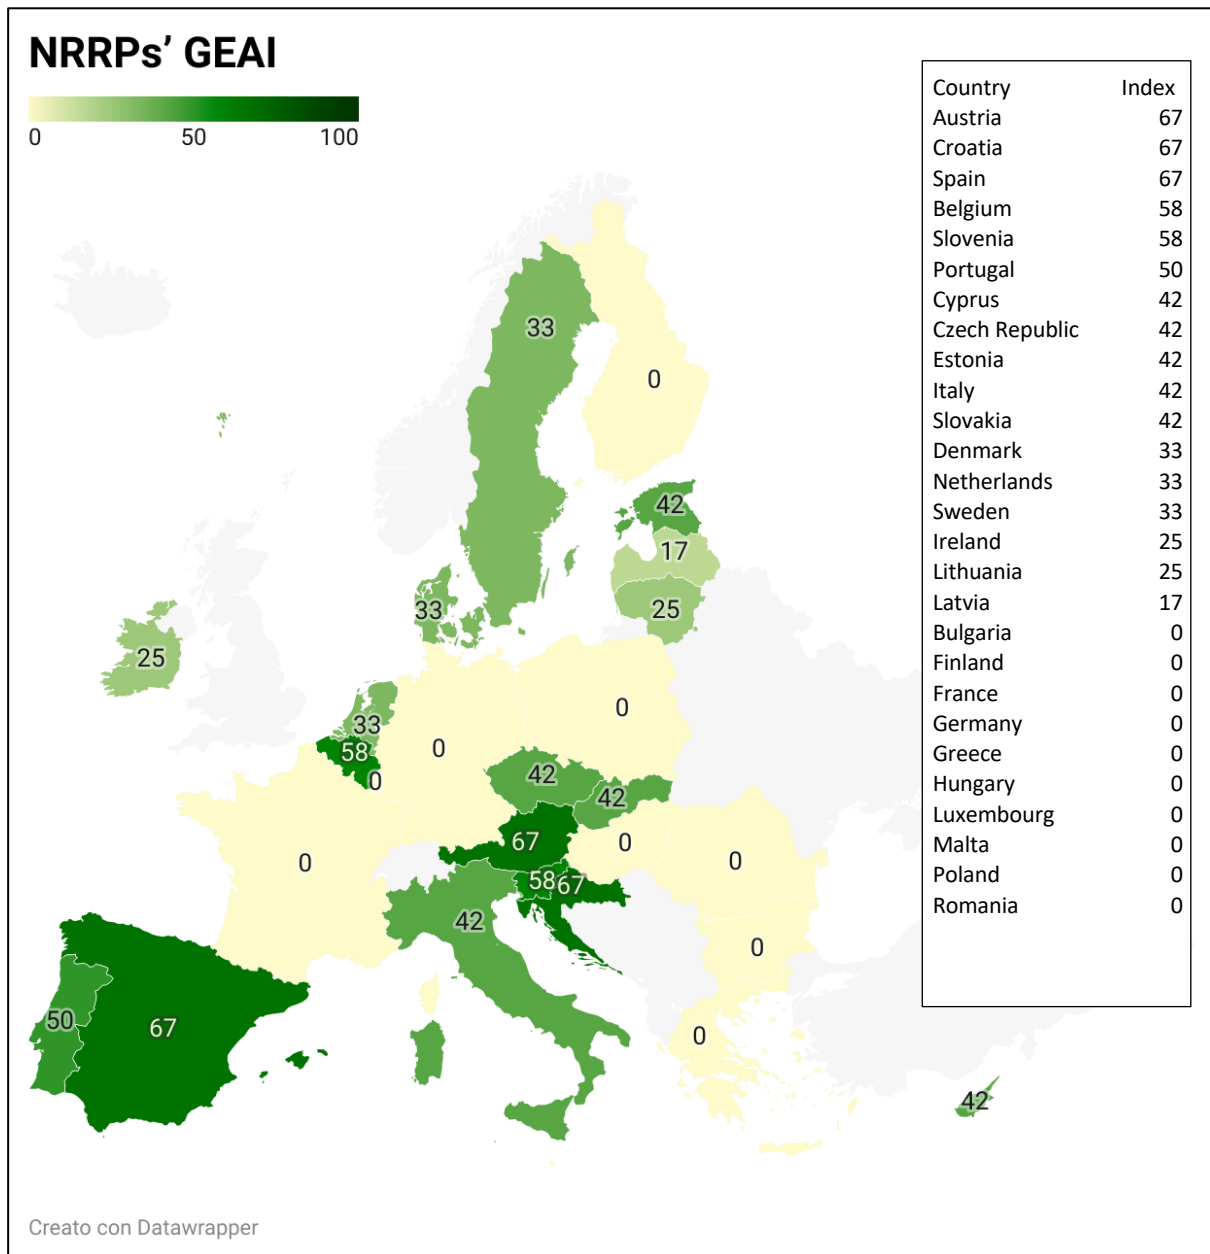 NRRPs’ GEAI
0 50 100
Country Index
Austria 67
Croatia 67
Spain 67
Belgium 58
Slovenia 58
Portugal 50
Cyprus 42
Czech Republic 42
Estonia 42
Italy 42
Slovakia 42
Denmark 33
Netherlands 33
Sweden 33
Ireland 25
Lithuania 25
Latvia 17
Bulgaria 0
Finland 0
France 0
Germany 0
Greece 0
Hungary 0
Luxembourg 0
Malta 0
Poland 0
Romania 0
33
0
42
17
33
25
25
0
33
0
58
0
42
42
67
0
0
0
58
67
42
0
50
67
0
42
Creato con Datawrapper